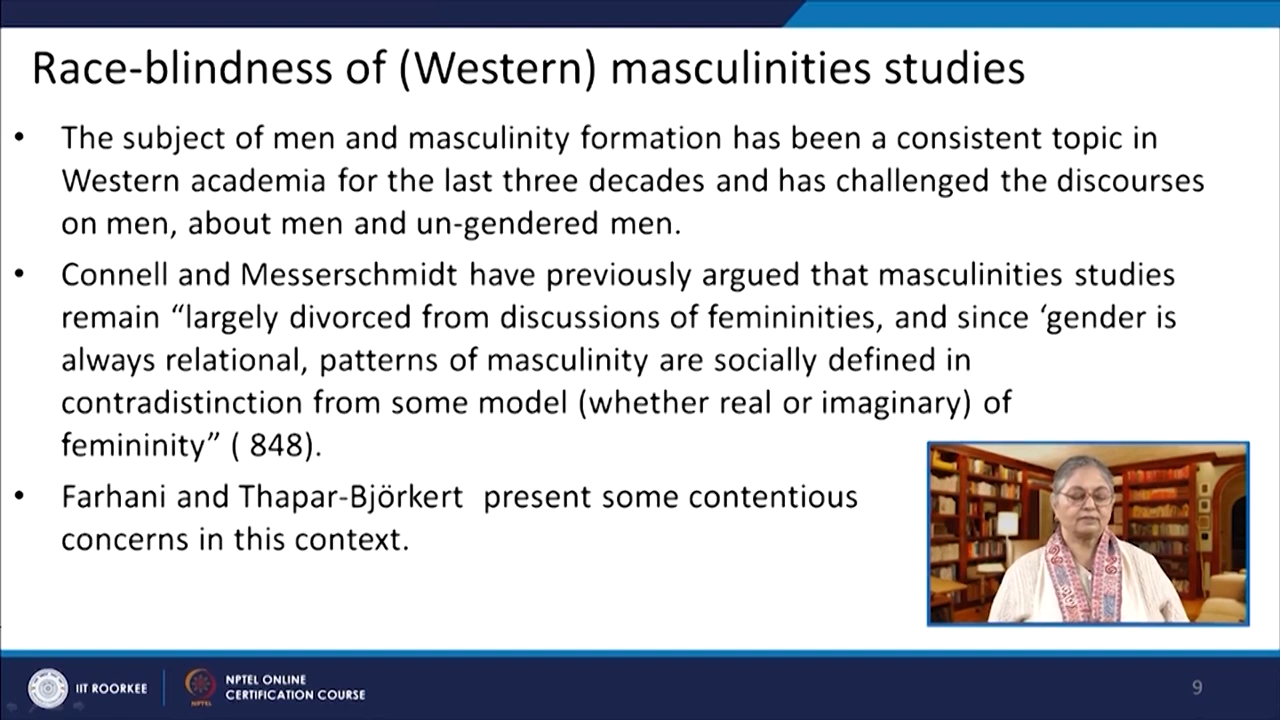 Race-blindness of (Western) masculinities studies
• The subject of men and masculinity formation has been a consistent topic in
Western academia for the last three decades and has challenged the discourses
on men, about men and un-gendered men.
• Connell and Messerschmidt have previously argued that masculinities studies
remain “largely divorced from discussions of femininities, and since ‘gender is
always relational, patterns of masculinity are socially defined in
contradistinction from some model (whether real or imaginary) of
femininity” ( 848).
• Farhani and Thapar-Björkert present some contentious
concerns in this context.
IIT ROORKEE
NPTEL
NPTEL ONLINE
CERTIFICATION COURSE
9